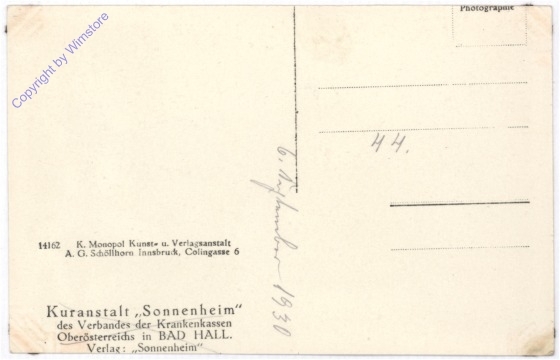 Copyright by Wimstore
Photographie
44.
6. September 1930
14162 K. Monopol Kunst- u. Verlagsanstalt
A. G. Schöllhorn Innsbruck, Colingasse 6
Kuranstalt „Sonnenheim"
des Verbandes der Krankenkassen
Oberösterreichs in BAD HALL.
Verlag: „Sonnenheim"